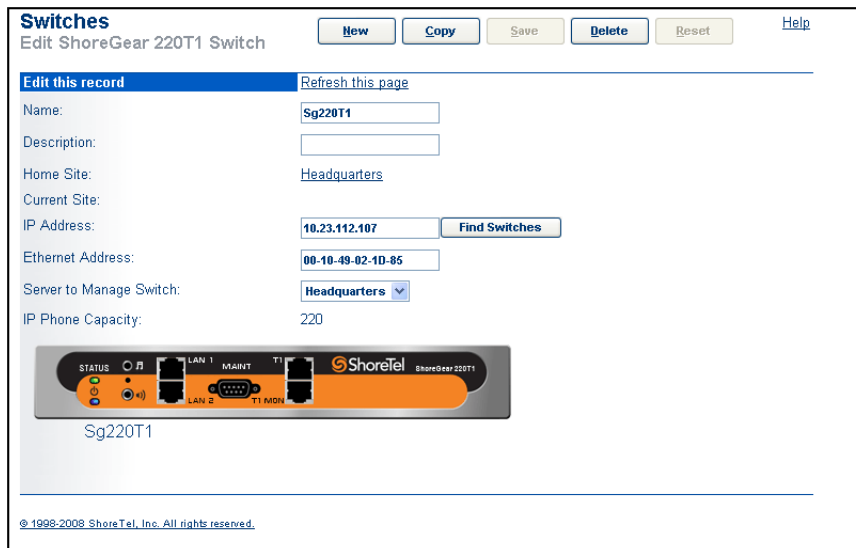 Switches
Edit ShoreGear 220T1 Switch
New Copy Save Delete Reset
Help
Edit this record
Refresh this page
Name: Sg220T1
Description:
Home Site: Headquarters
Current Site:
IP Address: 10.23.112.107 Find Switches
Ethernet Address: 00-10-49-02-1D-85
Server to Manage Switch: Headquarters
IP Phone Capacity: 220
STATUS LAN 1 MAINT T1 ShoreTel ShoreGear 220T1
LAN 2 T1 MON
Sg220T1
© 1998-2008 ShoreTel, Inc. All rights reserved.